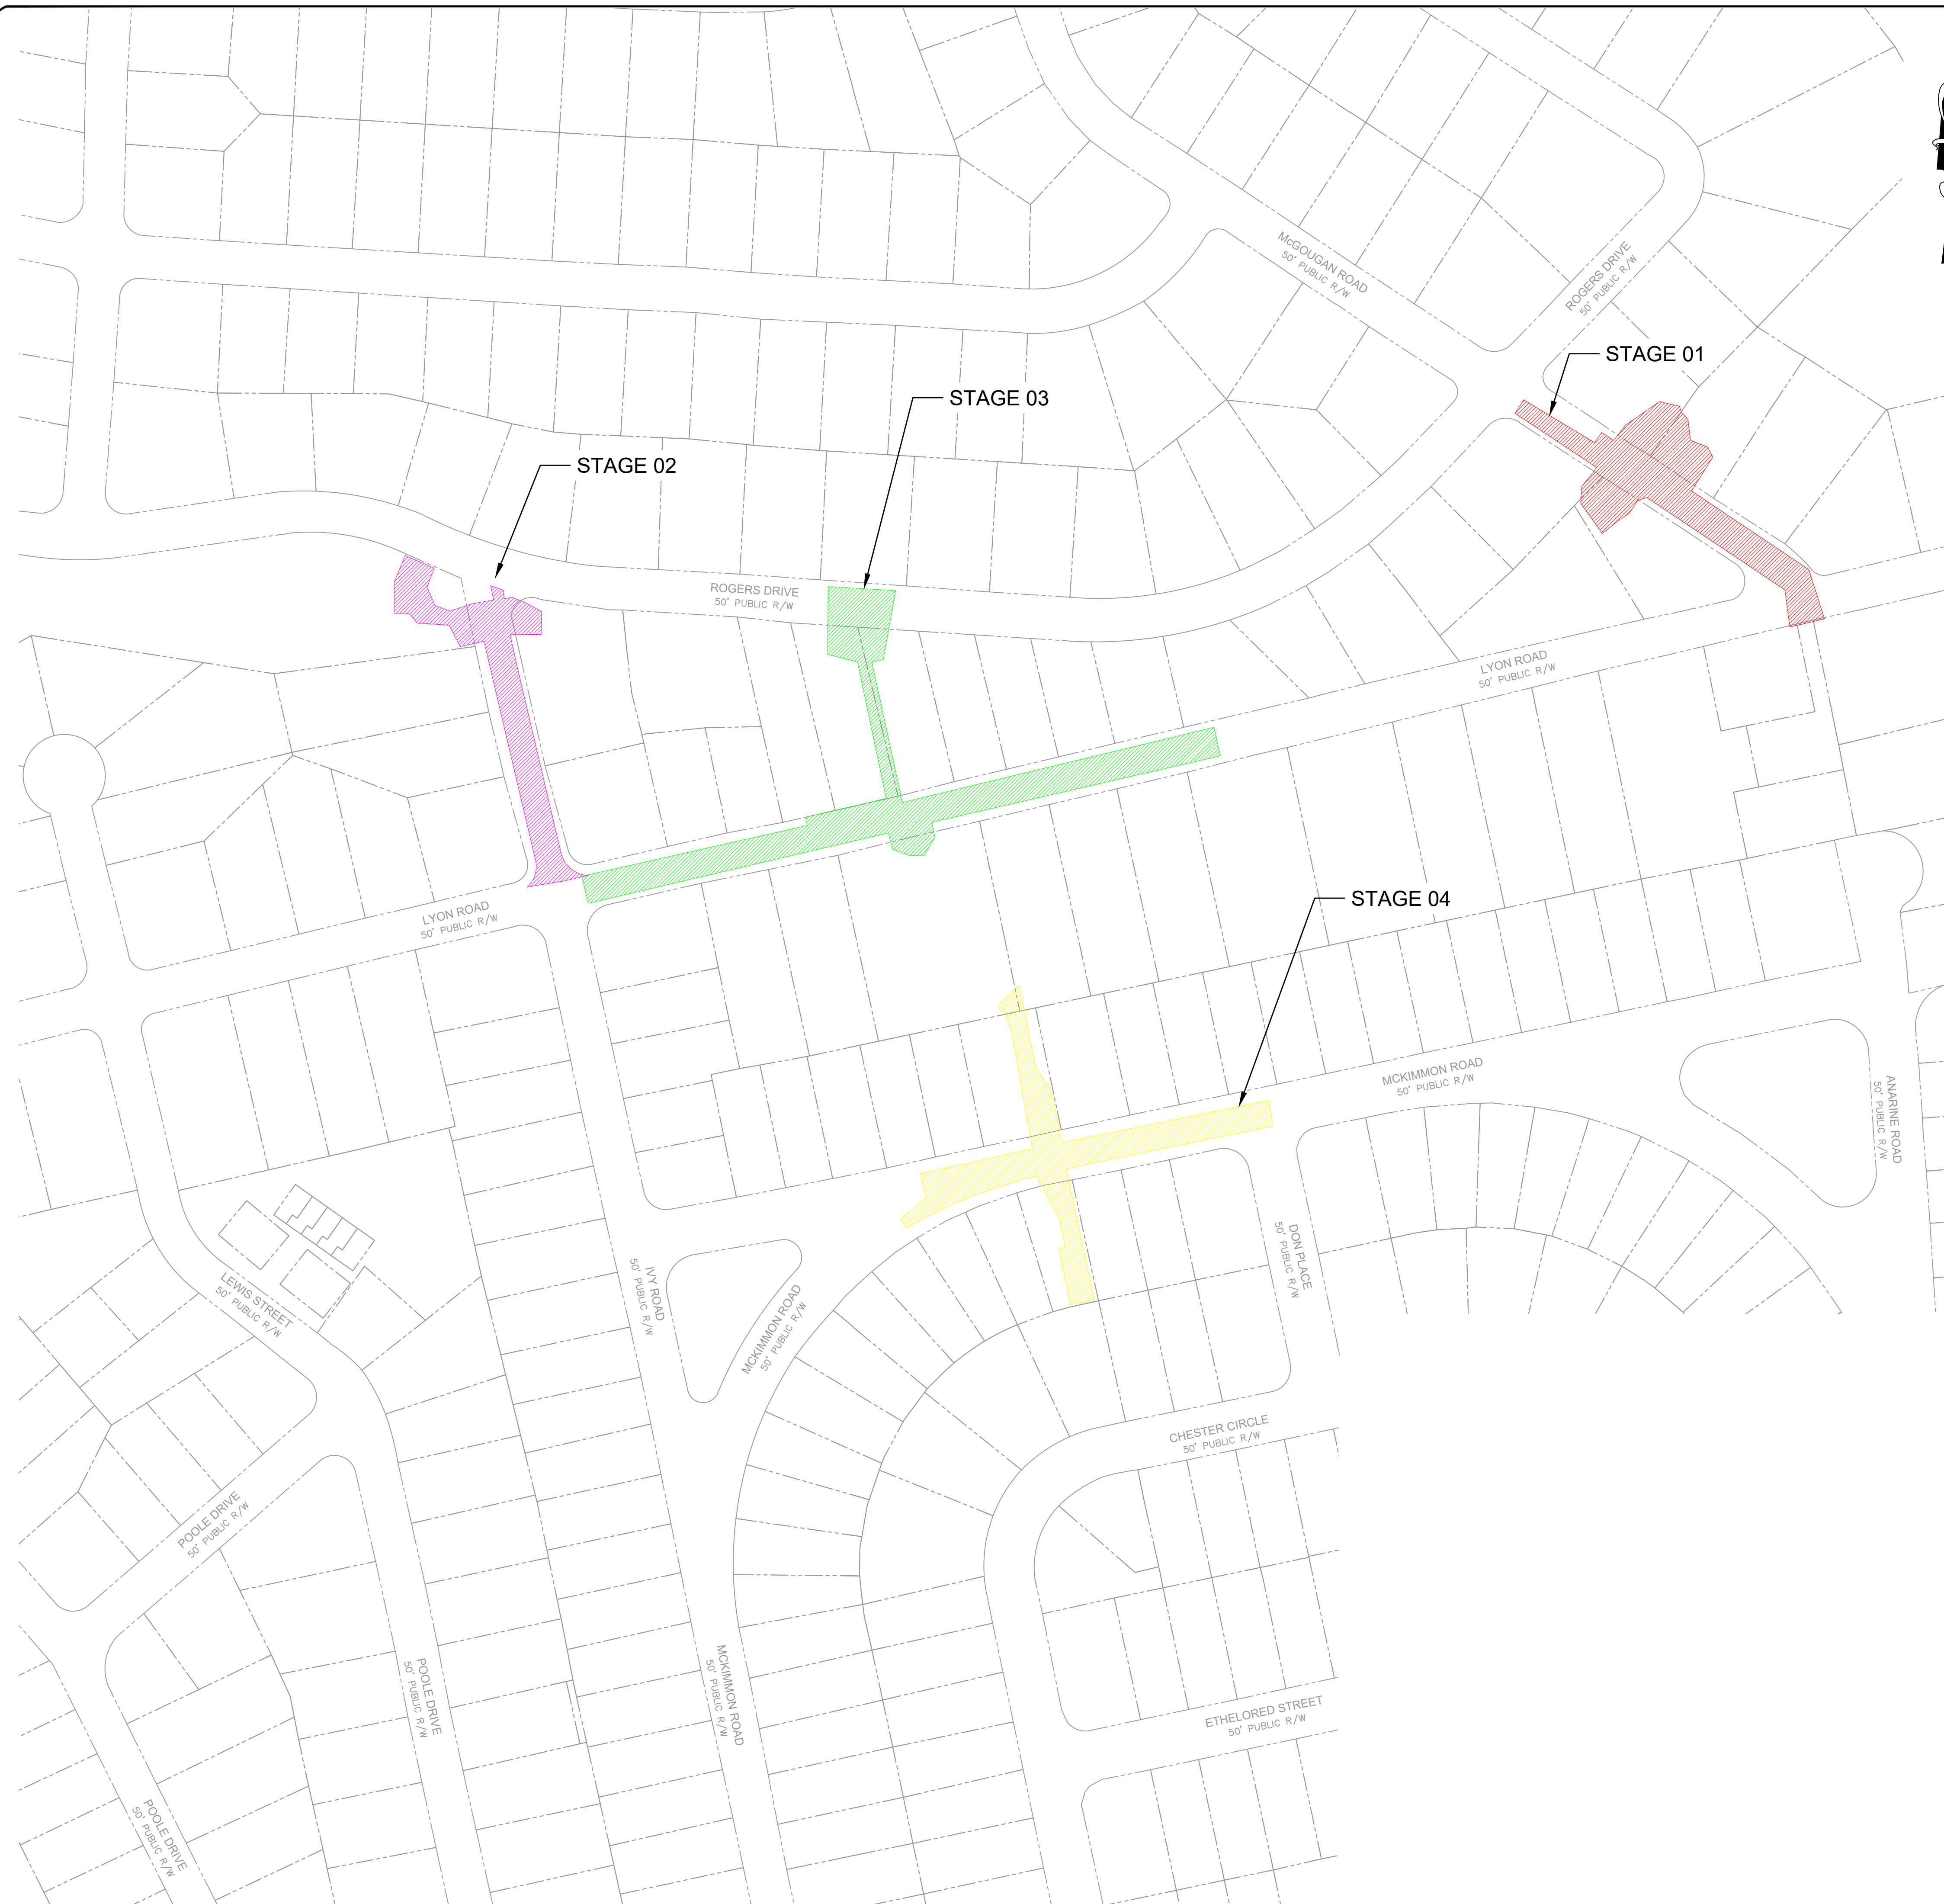 McGOUGAN ROAD
50' PUBLIC R/W
ROGERS DRIVE
50' PUBLIC R/W
STAGE 01
STAGE 03
STAGE 02
ROGERS DRIVE
50' PUBLIC R/W
LYON ROAD
50' PUBLIC R/W
STAGE 04
LYON ROAD
50' PUBLIC R/W
MCKIMMON ROAD
50' PUBLIC R/W
ANARINE ROAD
50' PUBLIC R/W
DON PLACE
50' PUBLIC R/W
IVY ROAD
50' PUBLIC R/W
LEWIS STREET
50' PUBLIC R/W
MCKIMMON ROAD
50' PUBLIC R/W
CHESTER CIRCLE
50' PUBLIC R/W
POOLE DRIVE
50' PUBLIC R/W
POOLE DRIVE
50' PUBLIC R/W
MCKIMMON ROAD
50' PUBLIC R/W
ETHELORED STREET
50' PUBLIC R/W
POOLE DRIVE
50' PUBLIC R/W